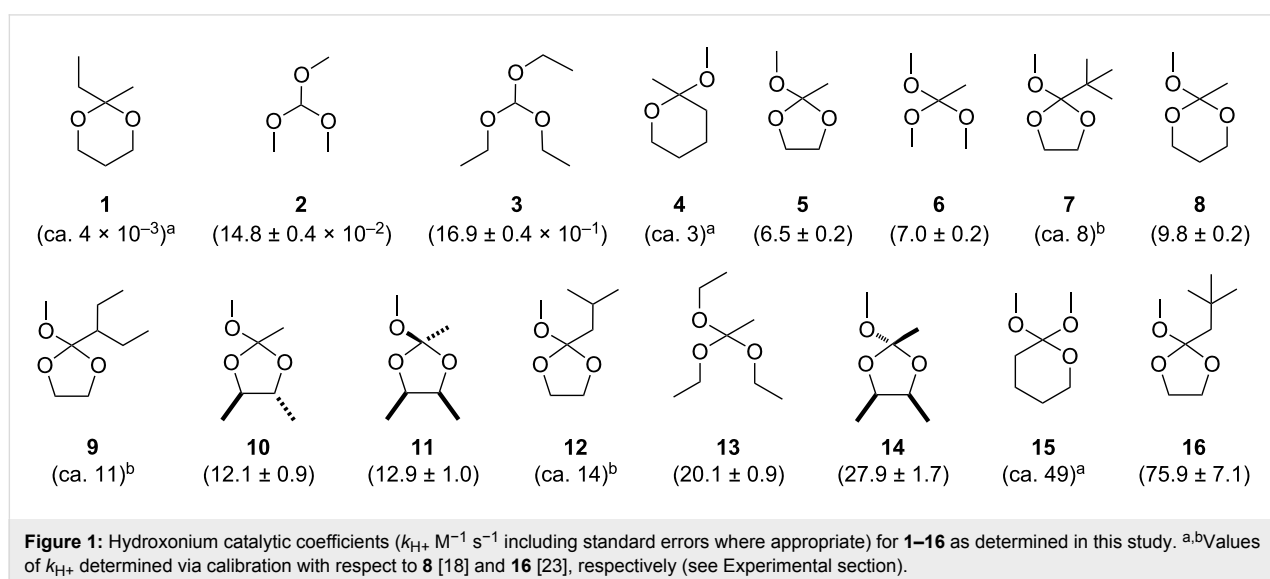 1 2 3 4 5 6 7 8
(ca. 4 × 10⁻³)ᵃ (14.8 ± 0.4 × 10⁻²) (16.9 ± 0.4 × 10⁻¹) (ca. 3)ᵃ (6.5 ± 0.2) (7.0 ± 0.2) (ca. 8)ᵇ (9.8 ± 0.2)
9 10 11 12 13 14 15 16
(ca. 11)ᵇ (12.1 ± 0.9) (12.9 ± 1.0) (ca. 14)ᵇ (20.1 ± 0.9) (27.9 ± 1.7) (ca. 49)ᵃ (75.9 ± 7.1)
Figure 1: Hydroxonium catalytic coefficients (kH+ M⁻¹ s⁻¹ including standard errors where appropriate) for 1–16 as determined in this study. ᵃ,ᵇValues
of kH+ determined via calibration with respect to 8 [18] and 16 [23], respectively (see Experimental section).